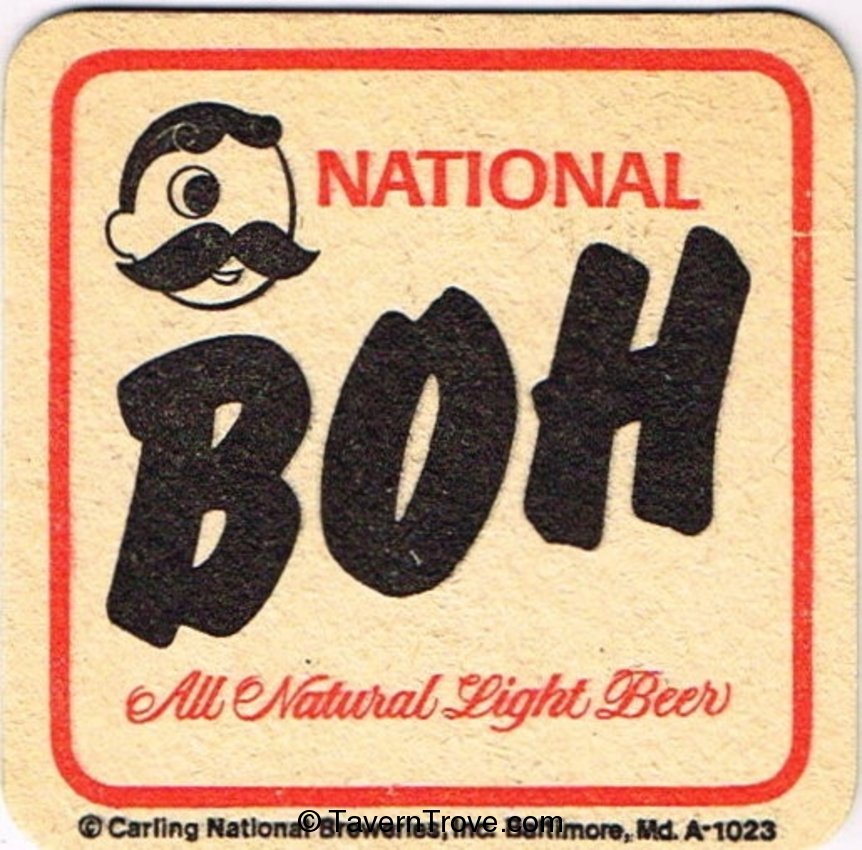 NATIONAL
BOH
All Natural Light Beer
© Carling National Breweries, Inc. Baltimore, Md. A-1023
© TavernTrove.com